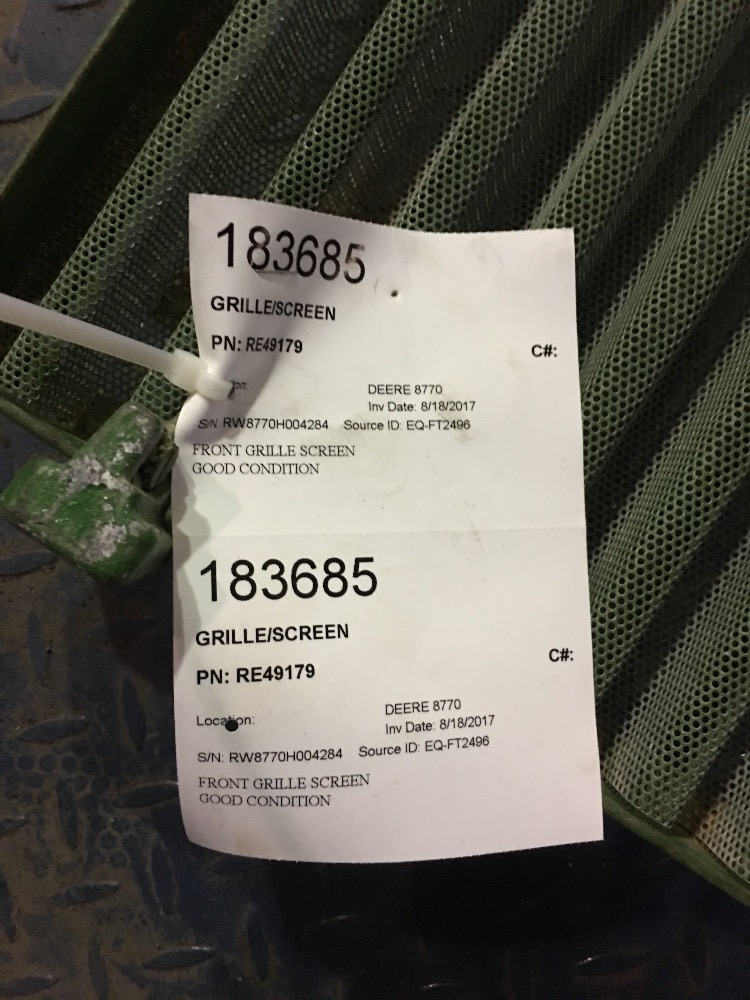 183685
GRILLE/SCREEN
PN: RE49179
C#:
DEERE 8770
Inv Date: 8/18/2017
S/N: RW8770H004284 Source ID: EQ-FT2496
FRONT GRILLE SCREEN
GOOD CONDITION
183685
GRILLE/SCREEN
PN: RE49179
C#:
Location:
DEERE 8770
Inv Date: 8/18/2017
S/N: RW8770H004284 Source ID: EQ-FT2496
FRONT GRILLE SCREEN
GOOD CONDITION